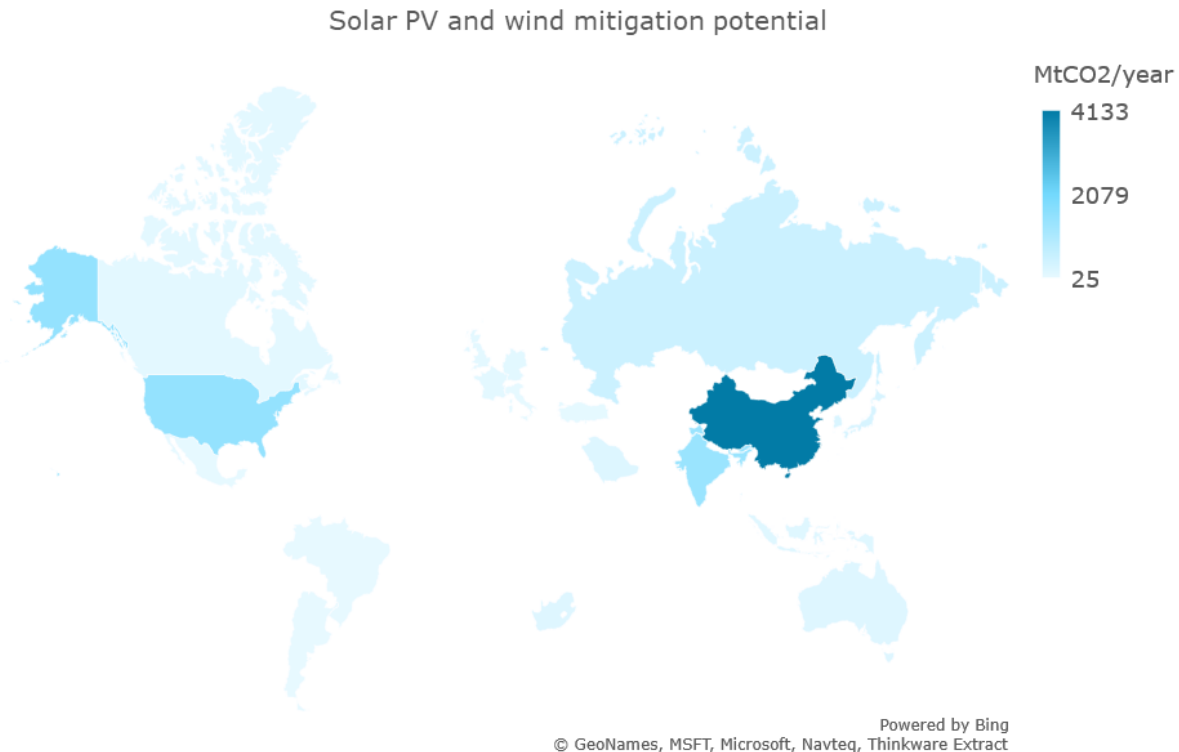 Solar PV and wind mitigation potential
MtCO2/year
4133
2079
25
Powered by Bing
© GeoNames, MSFT, Microsoft, Navteq, Thinkware Extract